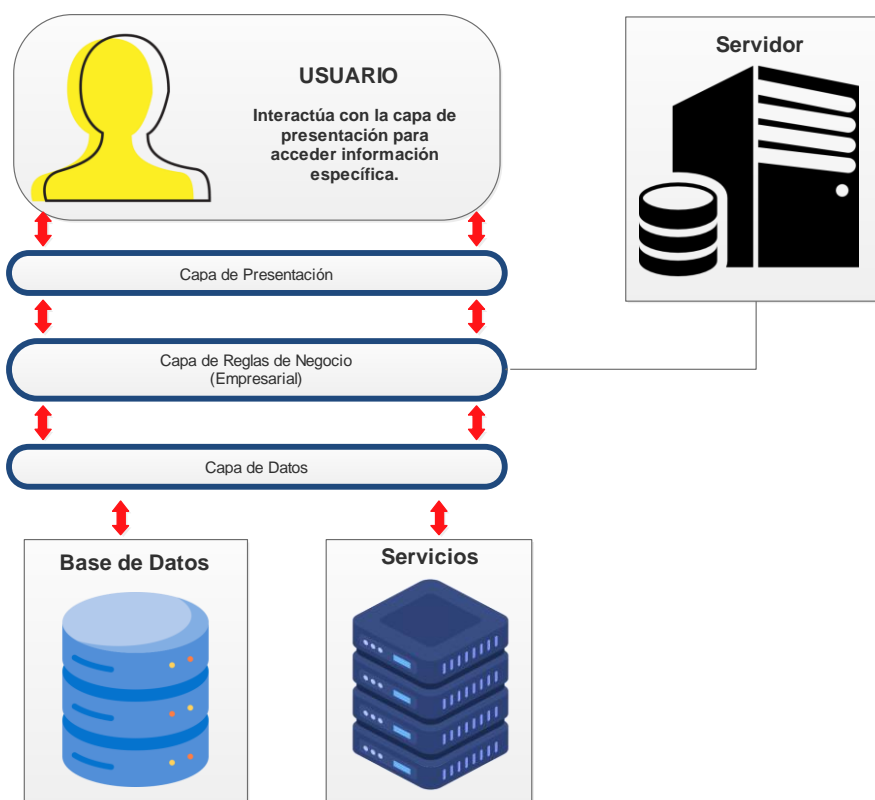 USUARIO
Interactúa con la capa de
presentación para
acceder información
específica.
Servidor
Capa de Presentación
Capa de Reglas de Negocio
(Empresarial)
Capa de Datos
Base de Datos
Servicios